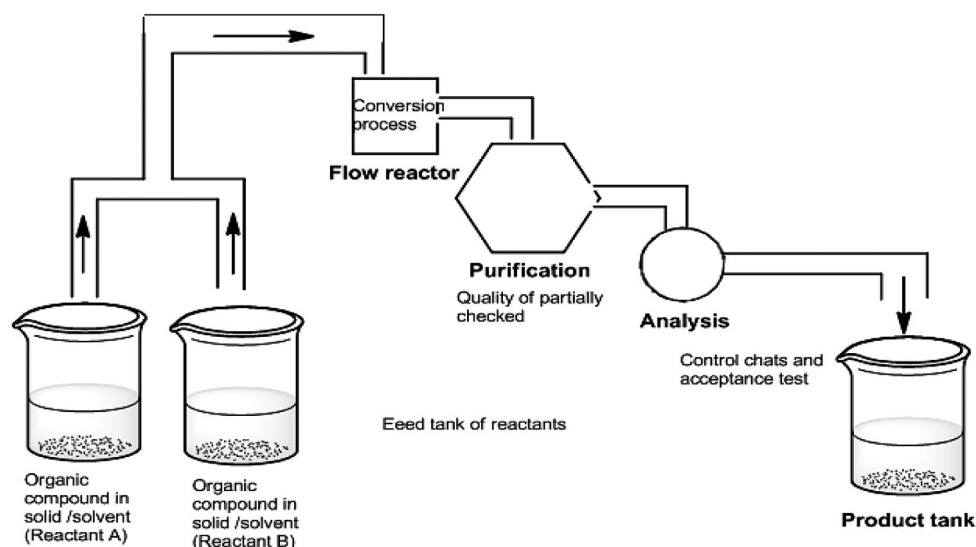 Conversion
process
Flow reactor
Purification
Quality of partially
checked
Analysis
Control chats and
acceptance test
Eeed tank of reactants
Organic
compound in
solid /solvent
(Reactant A)
Organic
compound in
solid /solvent
(Reactant B)
Product tank